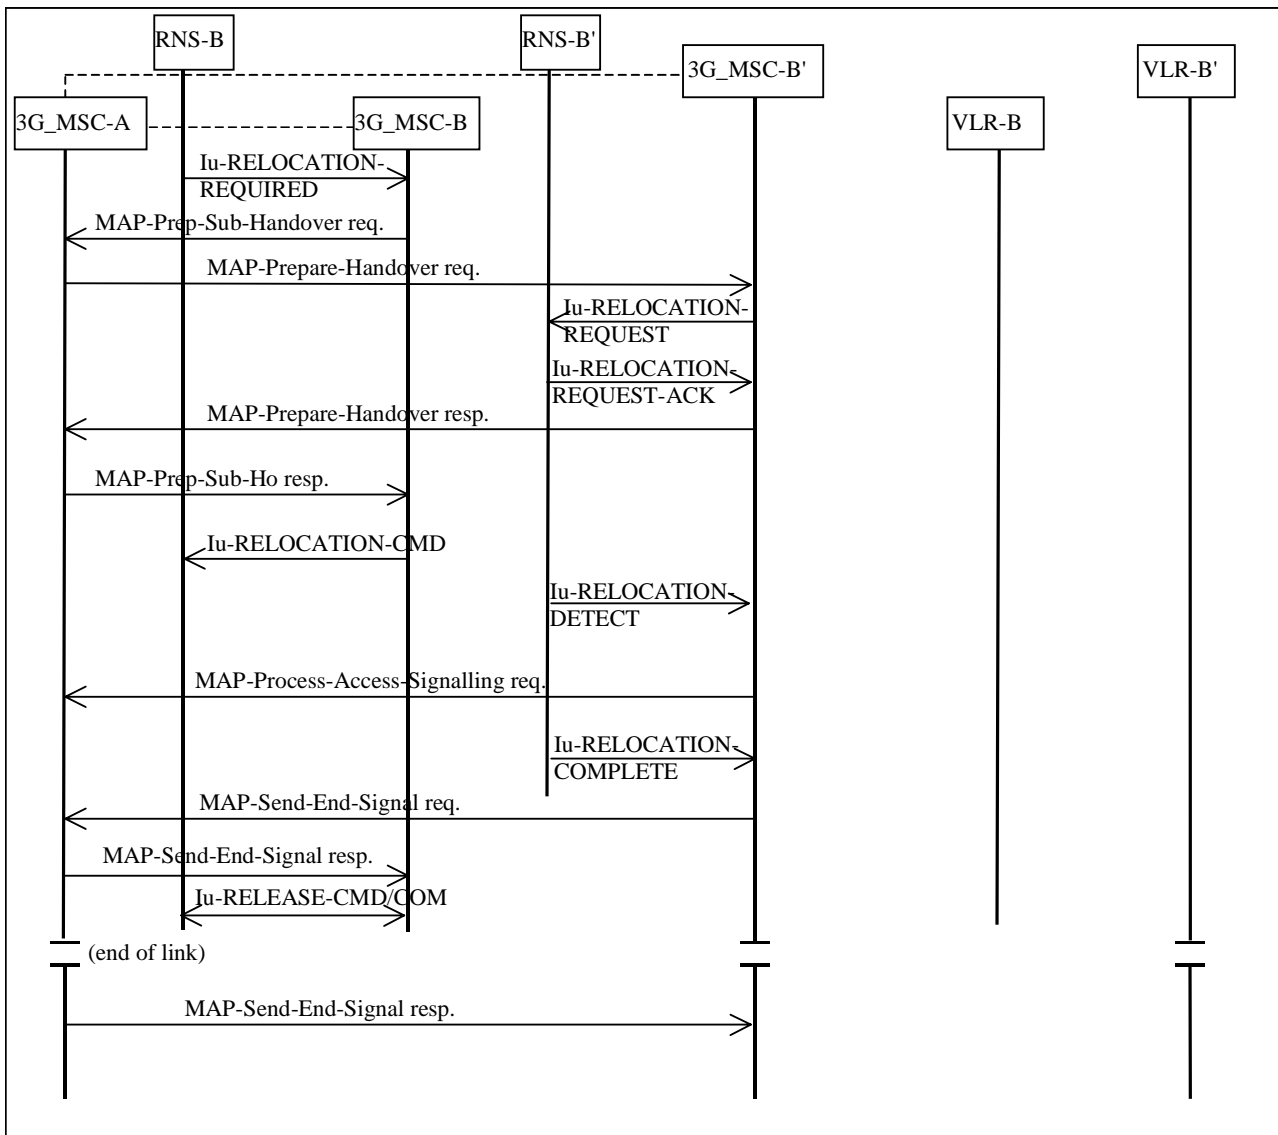 RNS-B
RNS-B'
3G_MSC-B'
VLR-B'
3G_MSC-A
3G_MSC-B
VLR-B
Iu-RELOCATION-
REQUIRED
MAP-Prep-Sub-Handover req.
MAP-Prepare-Handover req.
Iu-RELOCATION-
REQUEST
Iu-RELOCATION-
REQUEST-ACK
MAP-Prepare-Handover resp.
MAP-Prep-Sub-Ho resp.
Iu-RELOCATION-CMD
Iu-RELOCATION-
DETECT
MAP-Process-Access-Signalling req.
Iu-RELOCATION-
COMPLETE
MAP-Send-End-Signal req.
MAP-Send-End-Signal resp.
Iu-RELEASE-CMD/COM
(end of link)
MAP-Send-End-Signal resp.